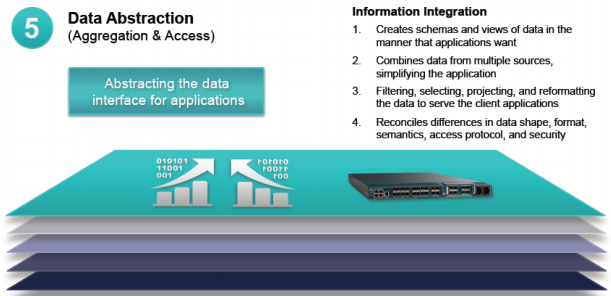 5
Data Abstraction
(Aggregation & Access)
Abstracting the data
interface for applications
Information Integration
1. Creates schemas and views of data in the
manner that applications want
2. Combines data from multiple sources,
simplifying the application
3. Filtering, selecting, projecting, and reformatting
the data to serve the client applications
4. Reconciles differences in data shape, format,
semantics, access protocol, and security
010101
11001
001